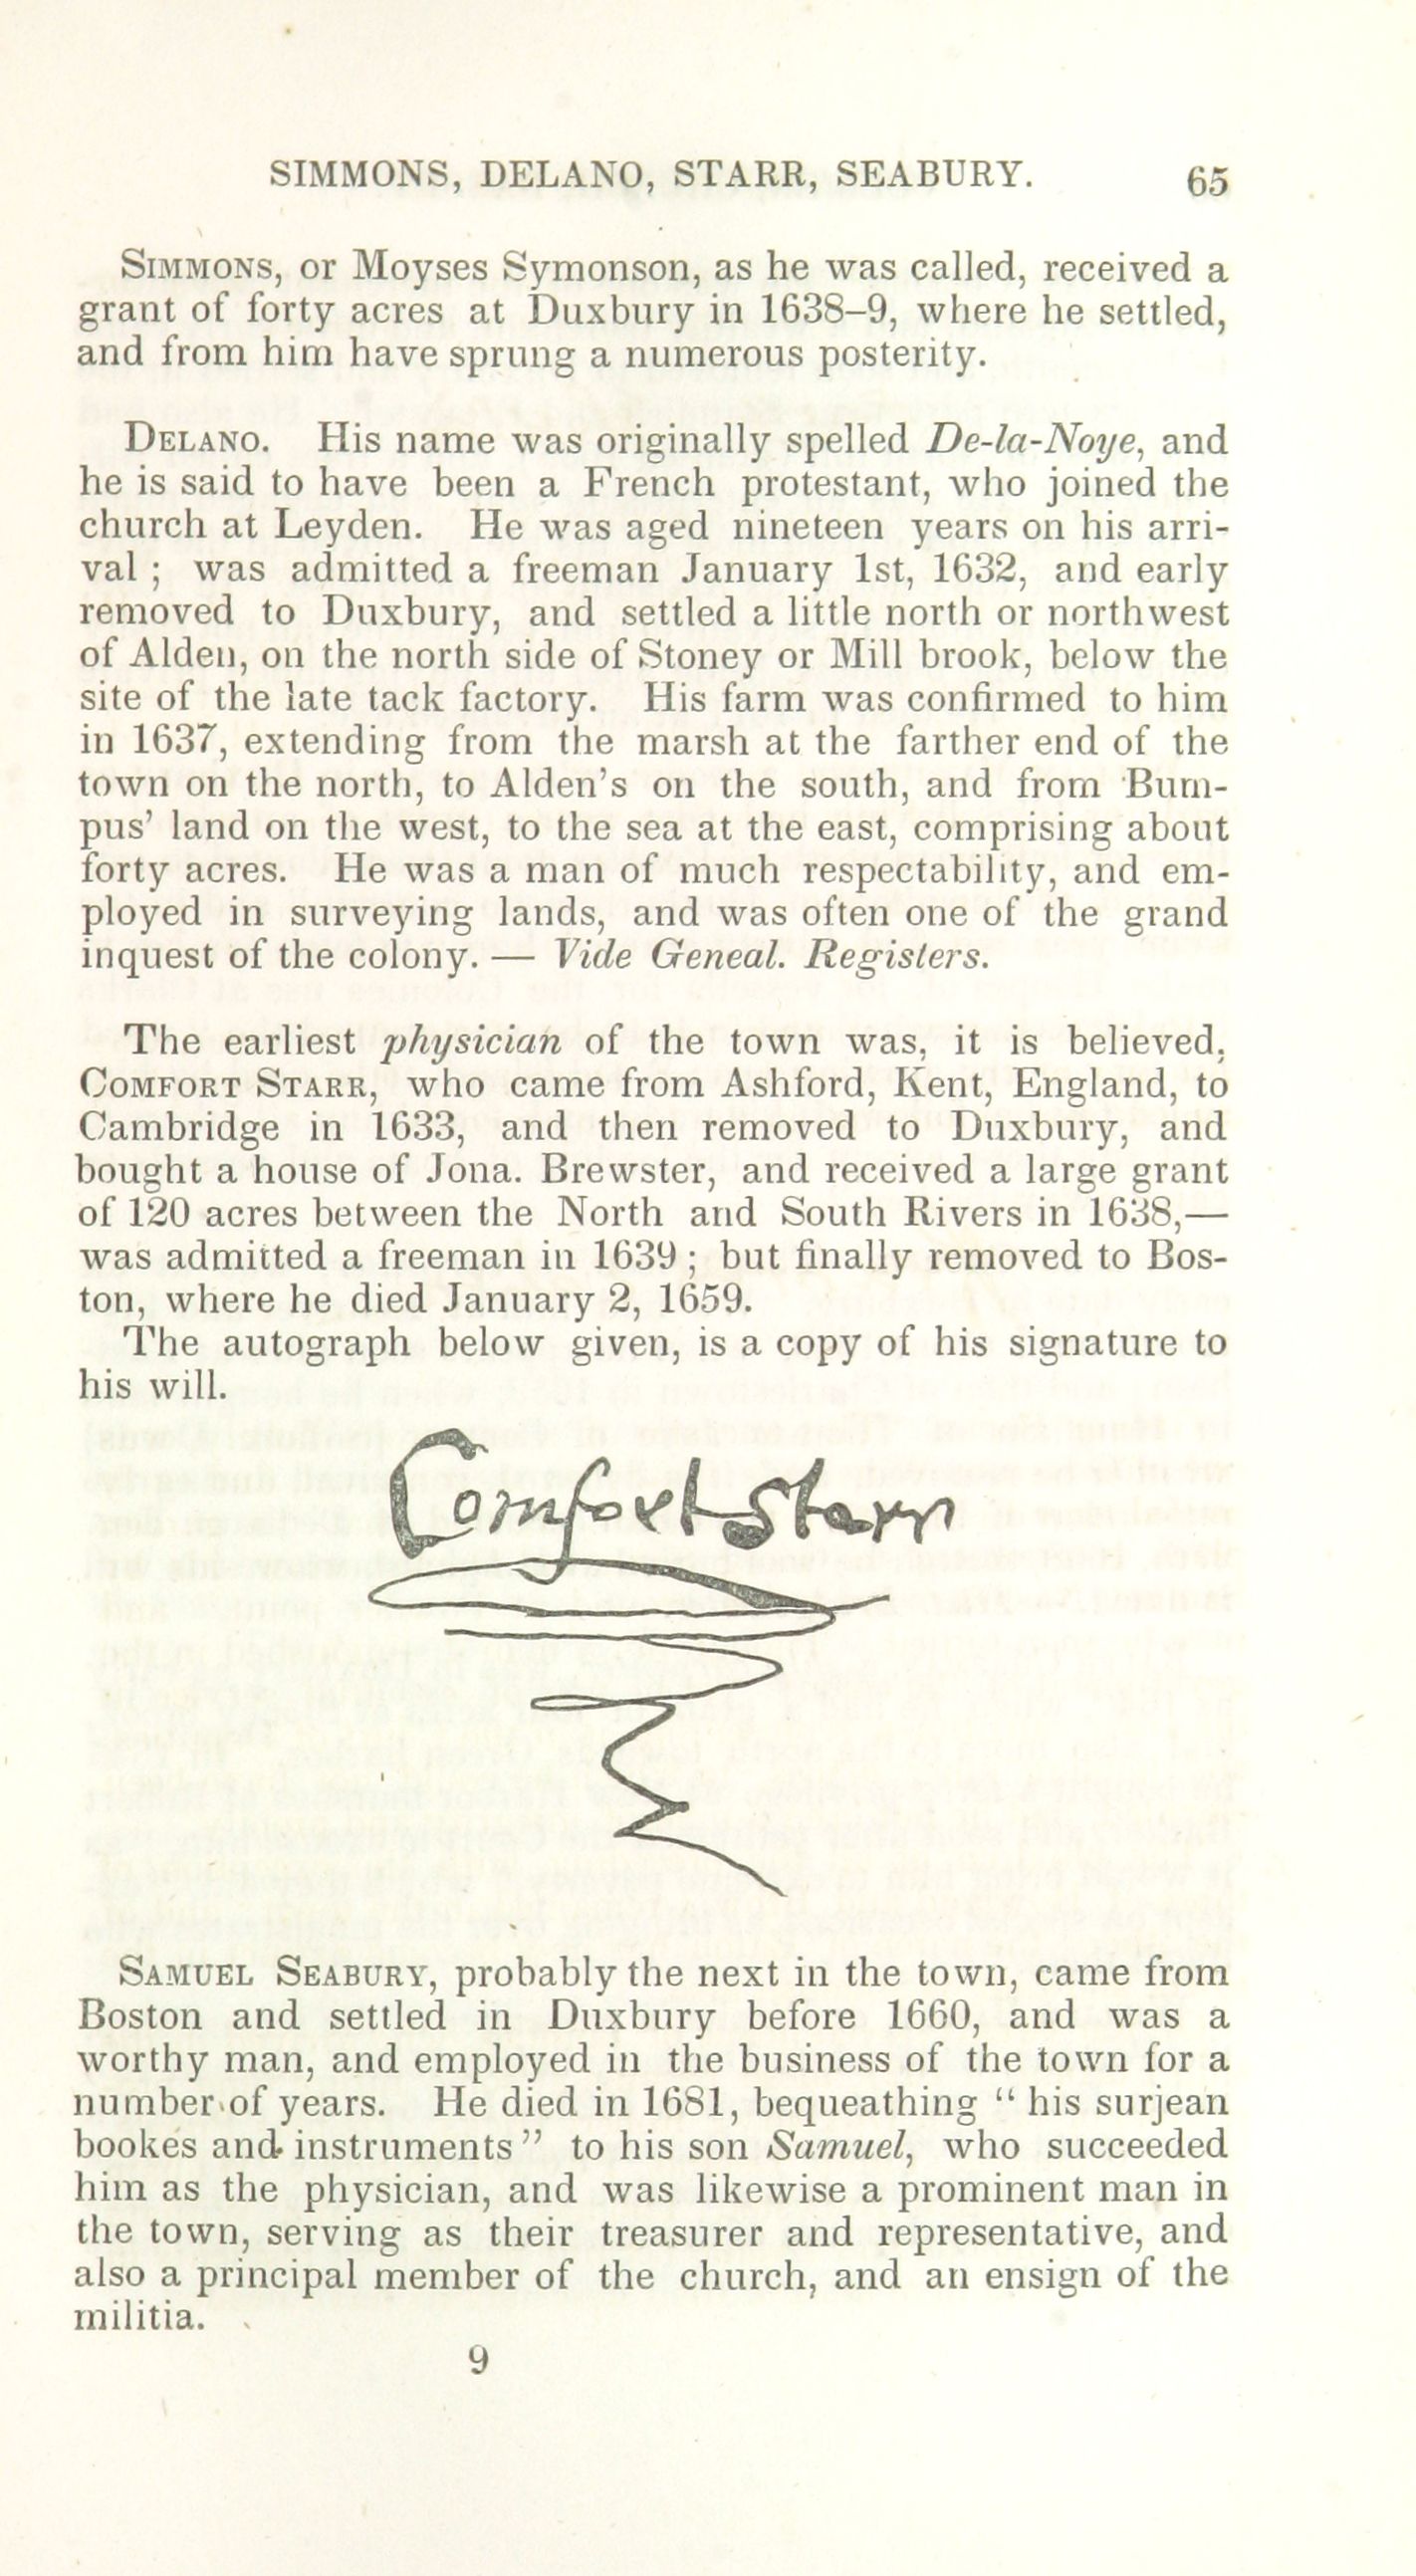 SIMMONS, DELANO, STARR, SEABURY. 65
SIMMONS, or Moyses Symonson, as he was called, received a
grant of forty acres at Duxbury in 1638–9, where he settled,
and from him have sprung a numerous posterity.
DELANO. His name was originally spelled De-la-Noye, and
he is said to have been a French protestant, who joined the
church at Leyden. He was aged nineteen years on his arri-
val ; was admitted a freeman January 1st, 1632, and early
removed to Duxbury, and settled a little north or northwest
of Alden, on the north side of Stoney or Mill brook, below the
site of the late tack factory. His farm was confirmed to him
in 1637, extending from the marsh at the farther end of the
town on the north, to Alden's on the south, and from Bum-
pus' land on the west, to the sea at the east, comprising about
forty acres. He was a man of much respectability, and em-
ployed in surveying lands, and was often one of the grand
inquest of the colony. — Vide Geneal. Registers.
The earliest physician of the town was, it is believed,
COMFORT STARR, who came from Ashford, Kent, England, to
Cambridge in 1633, and then removed to Duxbury, and
bought a house of Jona. Brewster, and received a large grant
of 120 acres between the North and South Rivers in 1638,—
was admitted a freeman in 1639 ; but finally removed to Bos-
ton, where he died January 2, 1659.
The autograph below given, is a copy of his signature to
his will.
Comfort Starr
SAMUEL SEABURY, probably the next in the town, came from
Boston and settled in Duxbury before 1660, and was a
worthy man, and employed in the business of the town for a
number of years. He died in 1681, bequeathing " his surjean
bookes and instruments " to his son Samuel, who succeeded
him as the physician, and was likewise a prominent man in
the town, serving as their treasurer and representative, and
also a principal member of the church, and an ensign of the
militia.
9